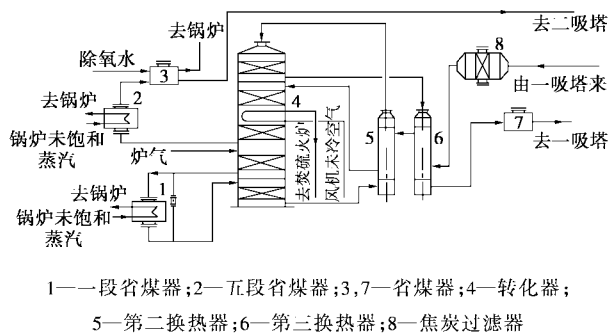 去锅炉
去二吸塔
除氧水
3
8
去锅炉
2
4
由一吸塔来
锅炉未饱和
蒸汽
炉气
去焚硫火炉
风机未冷空气
5
6
7
去一吸塔
去锅炉
1
锅炉未饱和
蒸汽
1—一段省煤器;2—五段省煤器;3,7—省煤器;4—转化器;
5—第二换热器;6—第三换热器;8—焦炭过滤器